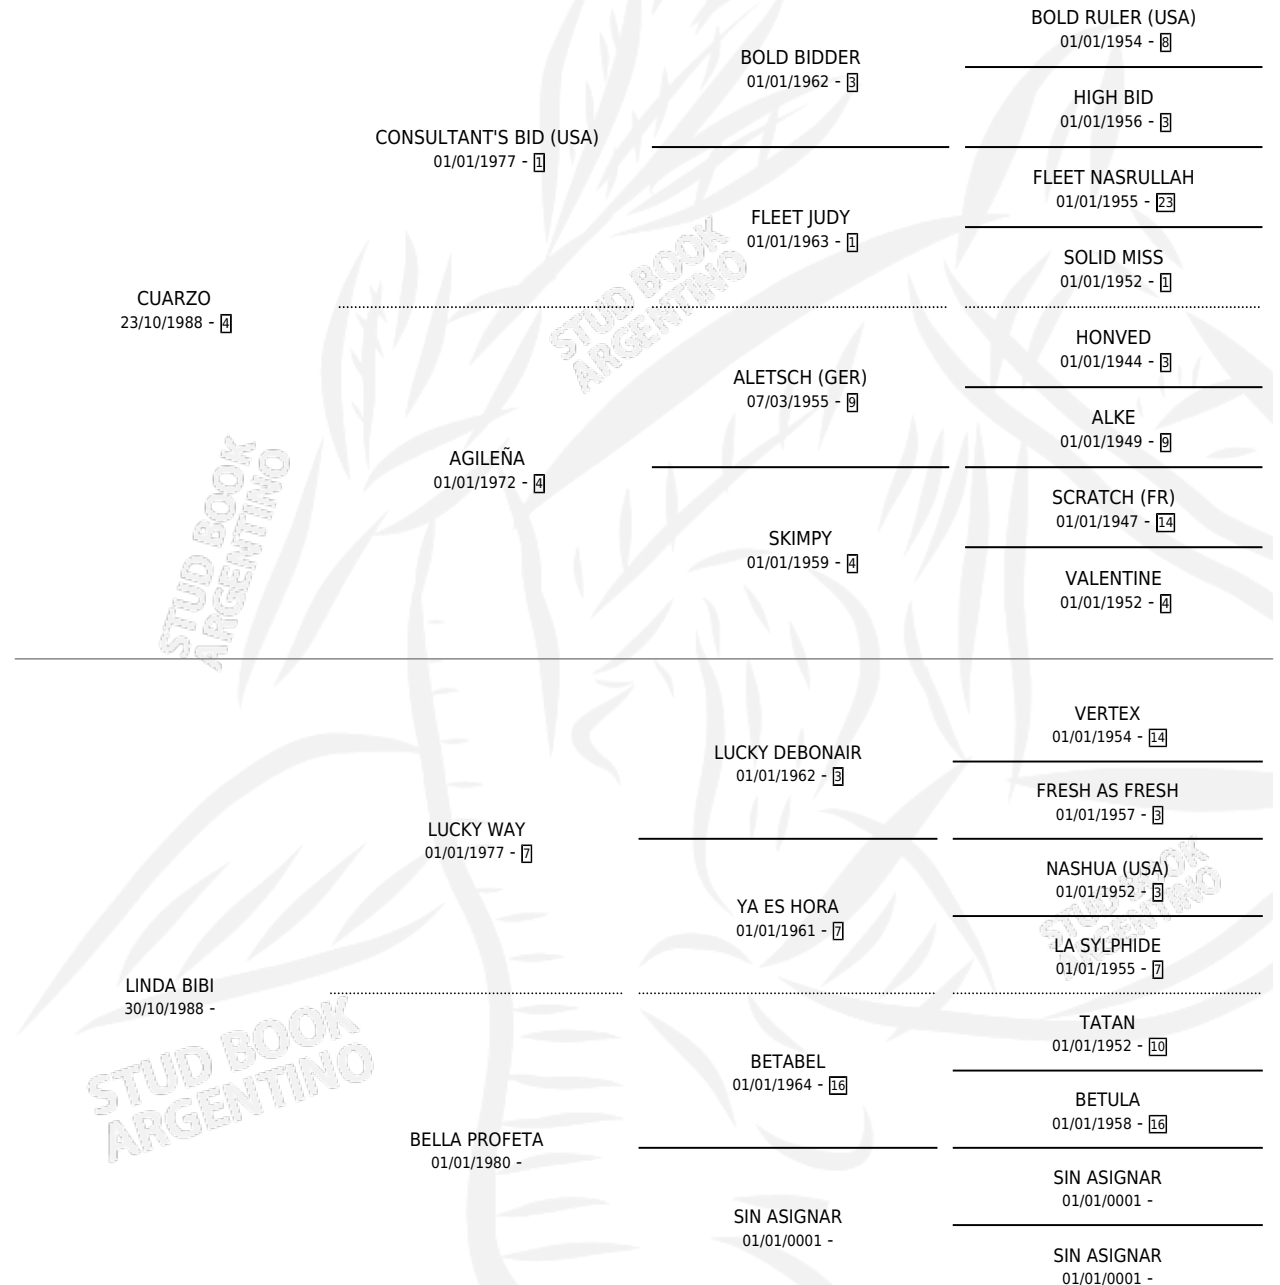 BOLD RULER (USA)
01/01/1954 - 8
BOLD BIDDER
01/01/1962 - 3
HIGH BID
01/01/1956 - 3
CONSULTANT'S BID (USA)
01/01/1977 - 1
FLEET NASRULLAH
01/01/1955 - 23
FLEET JUDY
01/01/1963 - 1
SOLID MISS
01/01/1952 - 1
CUARZO
23/10/1988 - 4
STUD BOOK
ARGENTINO
HONVED
01/01/1944 - 3
ALETSCH (GER)
07/03/1955 - 9
ALKE
01/01/1949 - 9
AGILEÑA
01/01/1972 - 4
SCRATCH (FR)
01/01/1947 - 14
SKIMPY
01/01/1959 - 4
VALENTINE
01/01/1952 - 4
STUD BOOK
ARGENTINO
VERTEX
01/01/1954 - 14
LUCKY DEBONAIR
01/01/1962 - 3
FRESH AS FRESH
01/01/1957 - 3
LUCKY WAY
01/01/1977 - 7
NASHUA (USA)
01/01/1952 - 3
YA ES HORA
01/01/1961 - 7
STUD BOOK
ARGENTINO
LA SYLPHIDE
01/01/1955 - 7
LINDA BIBI
30/10/1988 -
STUD BOOK
ARGENTINO
TATAN
01/01/1952 - 10
BETABEL
01/01/1964 - 16
BETULA
01/01/1958 - 16
BELLA PROFETA
01/01/1980 -
SIN ASIGNAR
01/01/0001 -
SIN ASIGNAR
01/01/0001 -
SIN ASIGNAR
01/01/0001 -